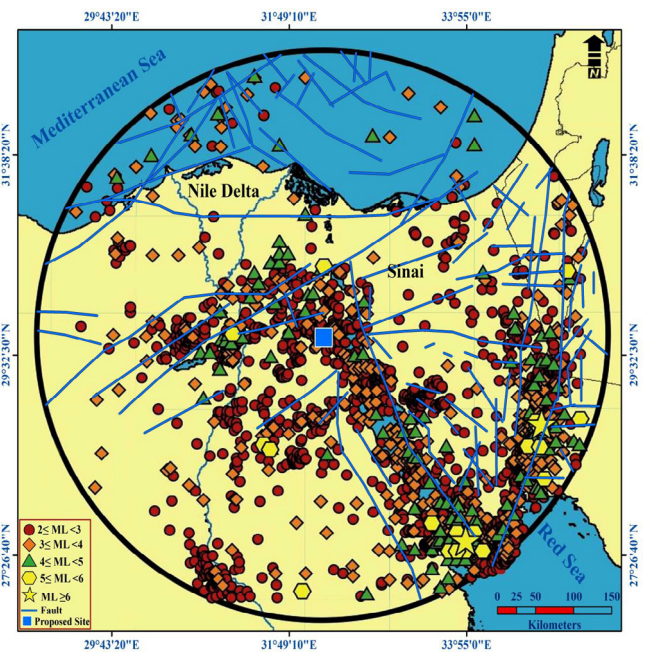 29°43'20"E 31°49'10"E 33°55'0"E
N
Mediterranean Sea
31°38'20"N 31°38'20"N
Nile Delta
Sinai
29°32'30"N 29°32'30"N
2≤ ML <3
3≤ ML <4
4≤ ML <5
5≤ ML <6
ML ≥6
Fault
Proposed Site
Red Sea
27°26'40"N 27°26'40"N
0 25 50 100 150
Kilometers
29°43'20"E 31°49'10"E 33°55'0"E